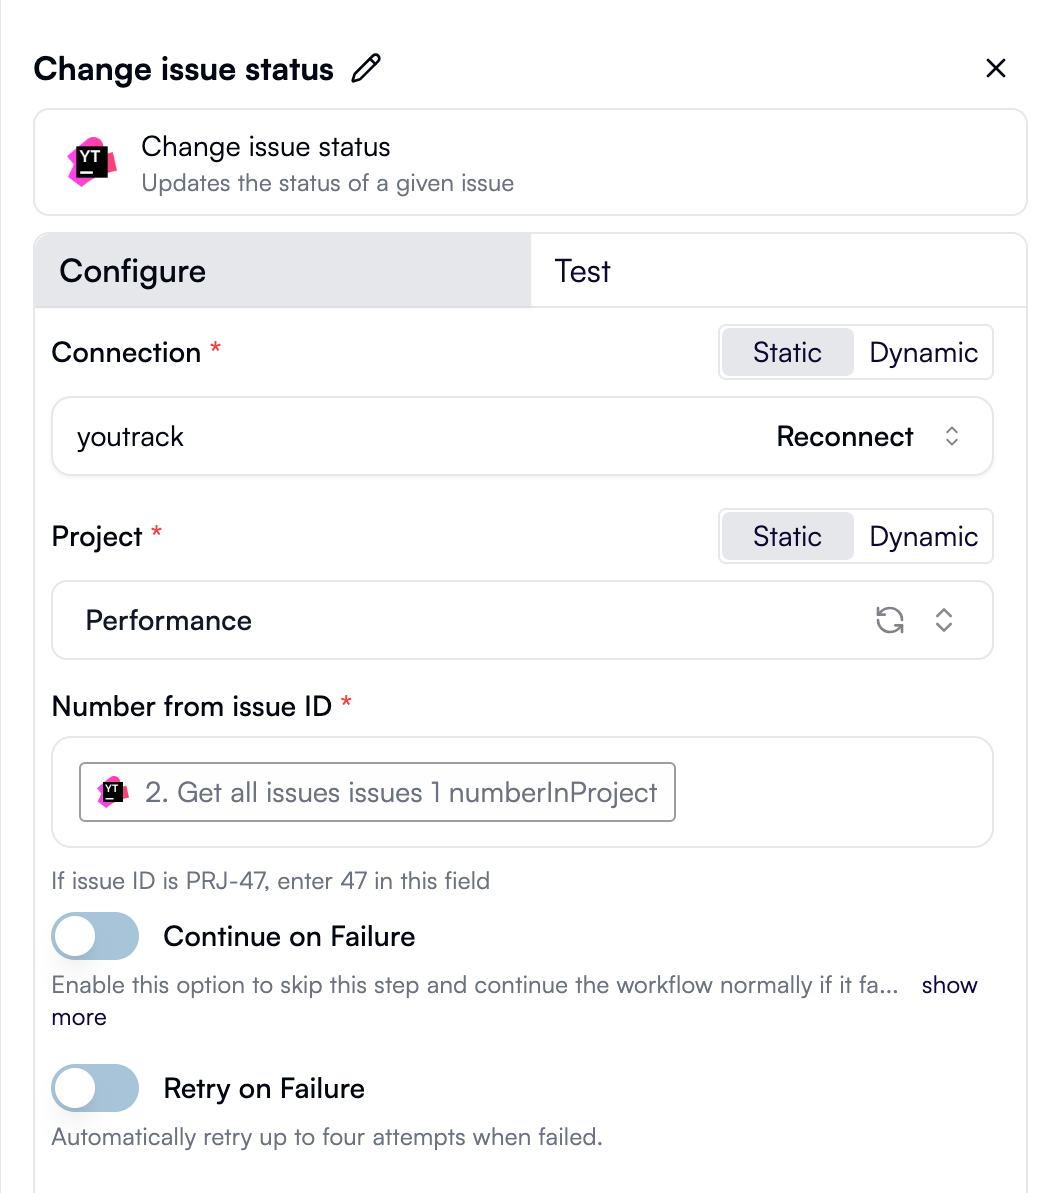 Change issue status
YT
Change issue status
Updates the status of a given issue
Configure
Test
Connection *
Static
Dynamic
youtrack
Reconnect
Project *
Static
Dynamic
Performance
Number from issue ID *
YT
2. Get all issues issues 1 numberInProject
If issue ID is PRJ-47, enter 47 in this field
Continue on Failure
Enable this option to skip this step and continue the workflow normally if it fa... show
more
Retry on Failure
Automatically retry up to four attempts when failed.